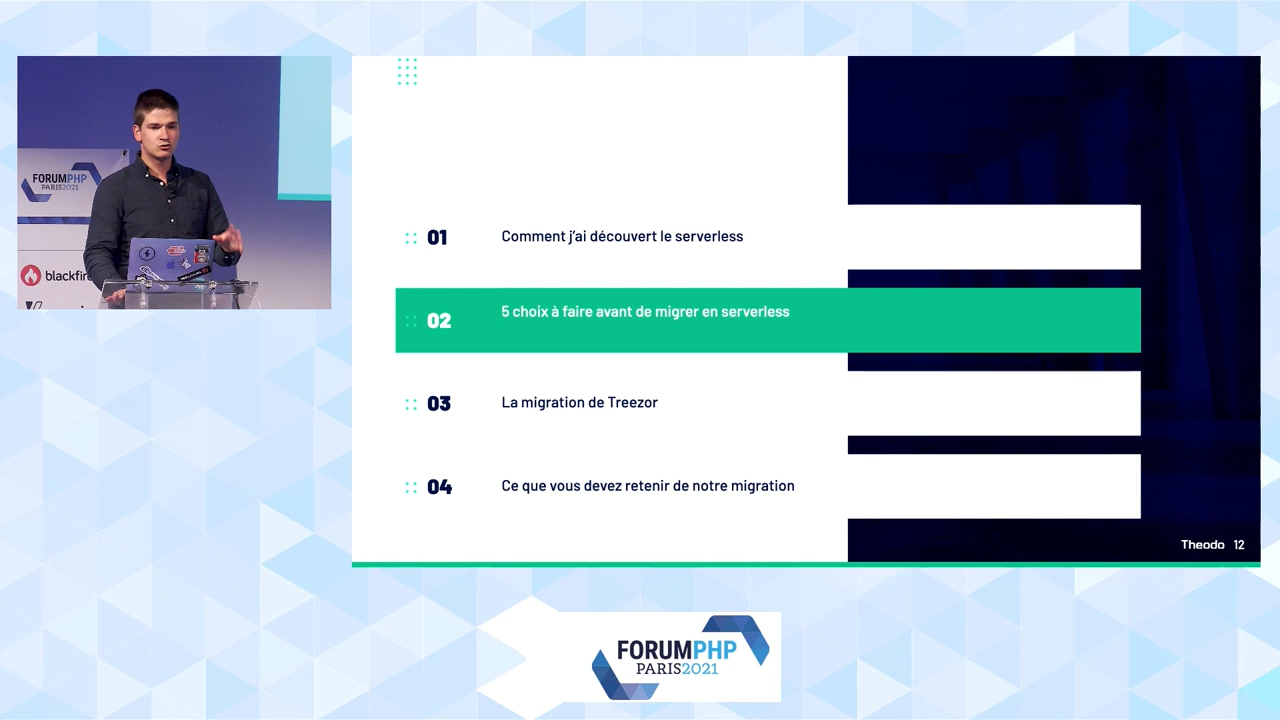 FORUMPHP
PARIS2021
blackfire
01 Comment j'ai découvert le serverless
02 5 choix à faire avant de migrer en serverless
03 La migration de Treezor
04 Ce que vous devez retenir de notre migration
Theodo 12
FORUMPHP
PARIS2021